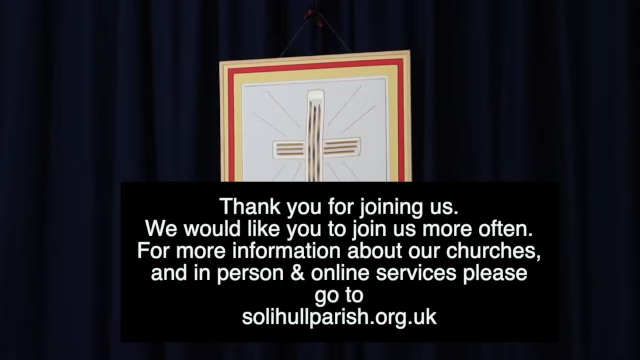 Thank you for joining us.
We would like you to join us more often.
For more information about our churches,
and in person & online services please
go to
solihullparish.org.uk